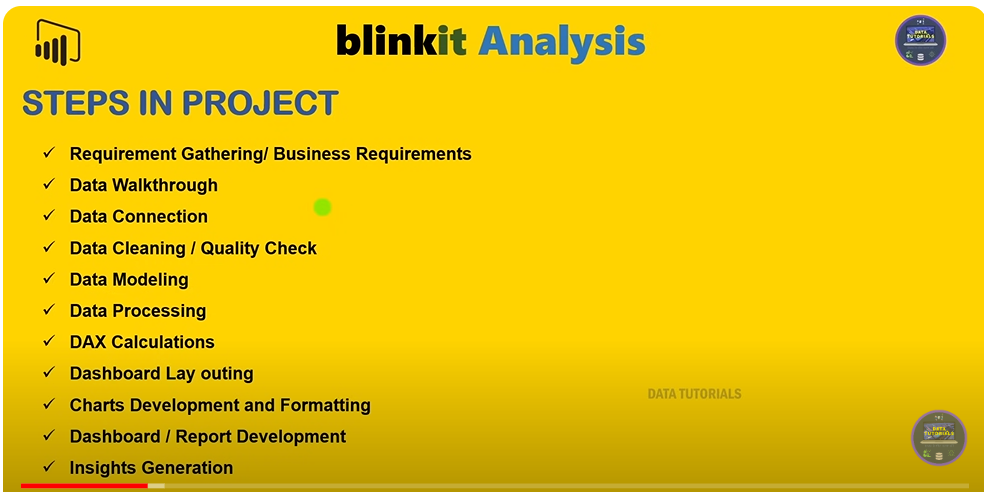 blinkit Analysis
DATA TUTORIALS
STEPS IN PROJECT
Requirement Gathering/ Business Requirements
Data Walkthrough
Data Connection
Data Cleaning / Quality Check
Data Modeling
Data Processing
DAX Calculations
Dashboard Lay outing
DATA TUTORIALS
Charts Development and Formatting
Dashboard / Report Development
DATA TUTORIALS
Insights Generation